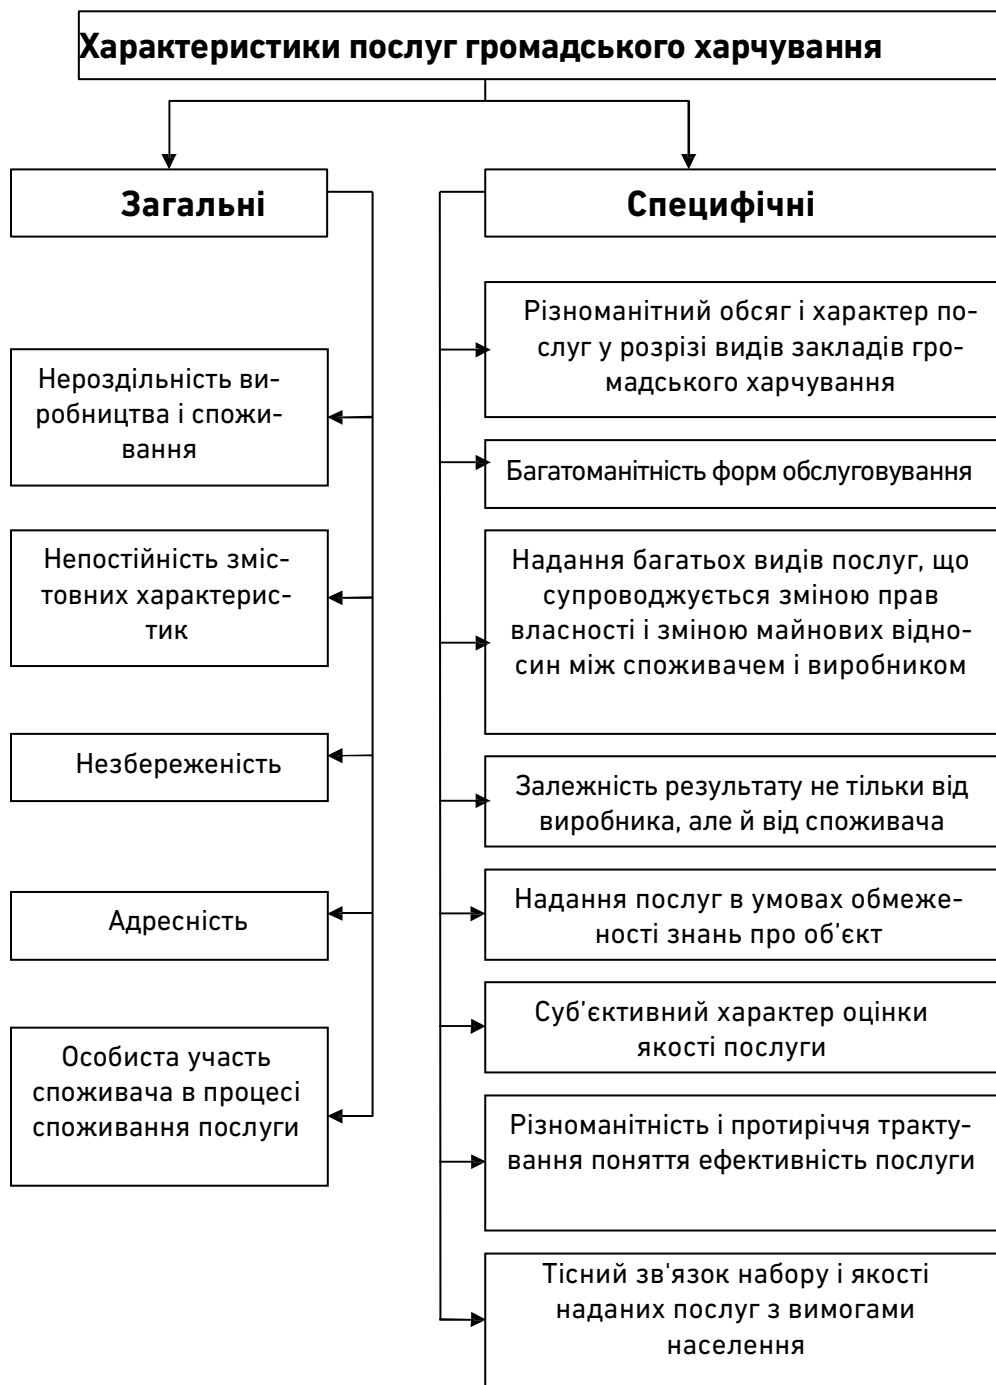 Характеристики послуг громадського харчування
Загальні
Нероздільність ви-
робництва і спожи-
вання
Непостійність зміс-
товних характерис-
тик
Незбереженість
Адресність
Особиста участь
споживача в процесі
споживання послуги
Специфічні
Різноманітний обсяг і характер по-
слуг у розрізі видів закладів гро-
мадського харчування
Багатоманітність форм обслуговування
Надання багатьох видів послуг, що
супроводжується зміною прав
власності і зміною майнових відно-
син між споживачем і виробником
Залежність результату не тільки від
виробника, але й від споживача
Надання послуг в умовах обмеже-
ності знань про об’єкт
Суб’єктивний характер оцінки
якості послуги
Різноманітність і протиріччя тракту-
вання поняття ефективність послуги
Тісний зв'язок набору і якості
наданих послуг з вимогами
населення